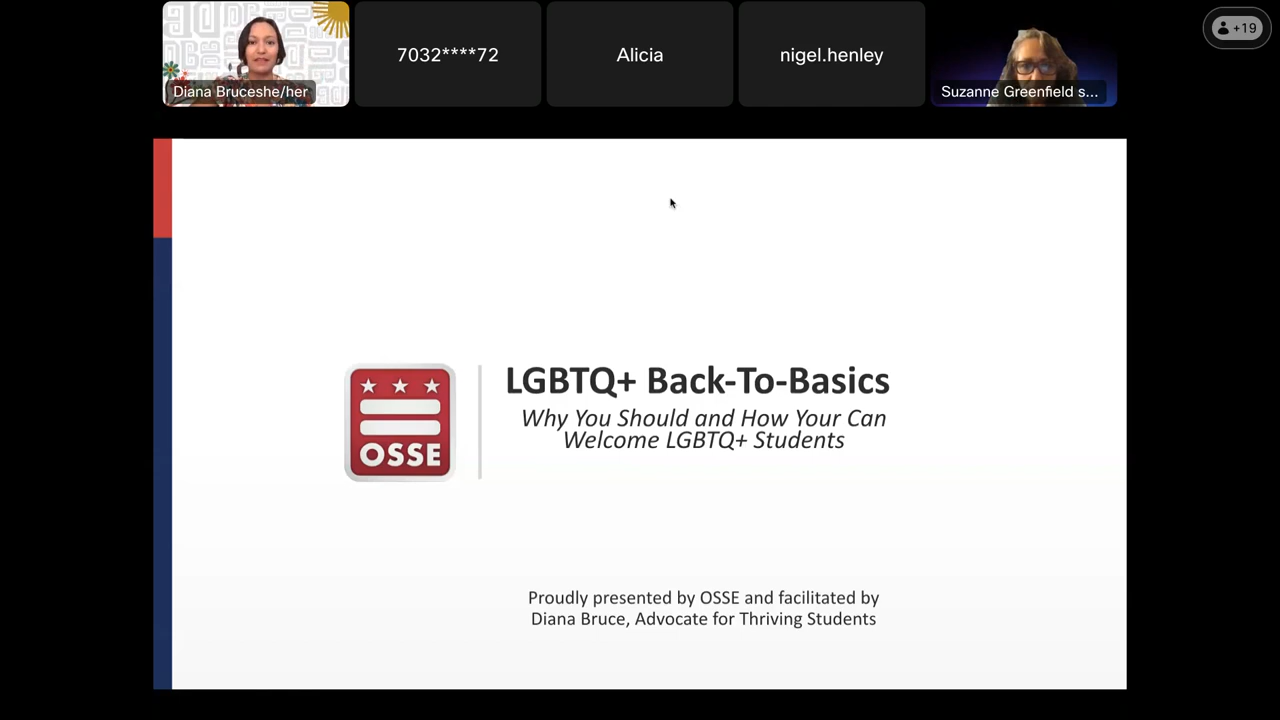 Diana Bruceshe/her
7032****72
Alicia
nigel.henley
Suzanne Greenfield s...
+19
OSSE
LGBTQ+ Back-To-Basics
Why You Should and How Your Can
Welcome LGBTQ+ Students
Proudly presented by OSSE and facilitated by
Diana Bruce, Advocate for Thriving Students